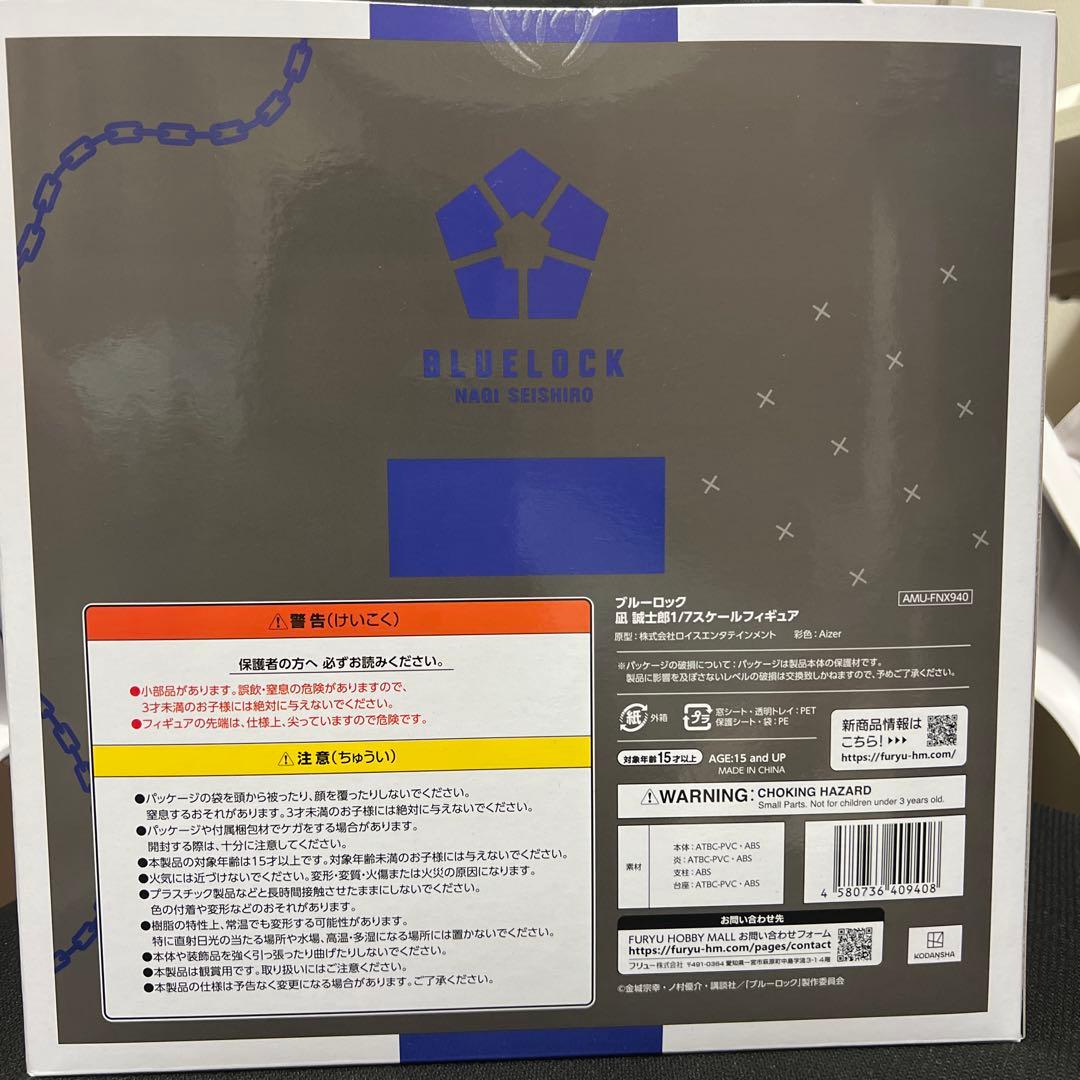 BLUELOCK
NAGI SEISHIRO
⚠警告(けいこく)
保護者の方へ 必ずお読みください。
●小部品があります。誤飲・窒息の危険がありますので、
3才未満のお子様には絶対に与えないでください。
●フィギュアの先端は、仕様上、尖っていますので危険です。
⚠注意(ちゅうい)
●パッケージの袋を頭から被ったり、顔を覆ったりしないでください。
窒息するおそれがあります。3才未満のお子様には絶対に与えないでください。
●パッケージや付属梱包材でケガをする場合があります。
開封する際は、十分に注意してください。
●本製品の対象年齢は15才以上です。対象年齢未満のお子様には与えないでください。
●火気には近づけないでください。変形・変質・火傷または火災の原因になります。
●プラスチック製品などと長時間接触させたままにしないでください。
色の付着や変形などのおそれがあります。
●樹脂の特性上、常温でも変形する可能性があります。
特に直射日光の当たる場所や水場、高温・多湿になる場所には置かないでください。
●本体や装飾品を強く引っ張ったり曲げたりしないでください。
●本製品は観賞用です。取り扱いにはご注意ください。
●本製品の仕様は予告なく変更になる場合があります。ご了承ください。
ブルーロック
AMU-FNX940
凪 誠士郎1/7スケールフィギュア
原型:株式会社ロイスエンタテインメント 彩色:Aizer
※パッケージの破損について:パッケージは製品本体の保護材です。
製品に影響を及ぼさないレベルの破損は交換致しかねますので、予めご了承ください。
紙 外箱
プラ 窓シート・透明トレイ:PET
保護シート・袋:PE
新商品情報は
こちら!▸▸▸
https://furyu-hm.com/
対象年齢15才以上 AGE:15 and UP
MADE IN CHINA
⚠WARNING: CHOKING HAZARD
Small Parts. Not for children under 3 years old.
素材
本体:ATBC-PVC・ABS
炎:ATBC-PVC・ABS
支柱:ABS
台座:ATBC-PVC・ABS
4 580736 409408
お問い合わせ先
FURYU HOBBY MALL お問い合わせフォーム
https://furyu-hm.com/pages/contact
フリュー株式会社 〒491-0364 愛知県一宮市萩原町中島字流3-14階
KODANSHA
©金城宗幸・ノ村優介・講談社/「ブルーロック」製作委員会